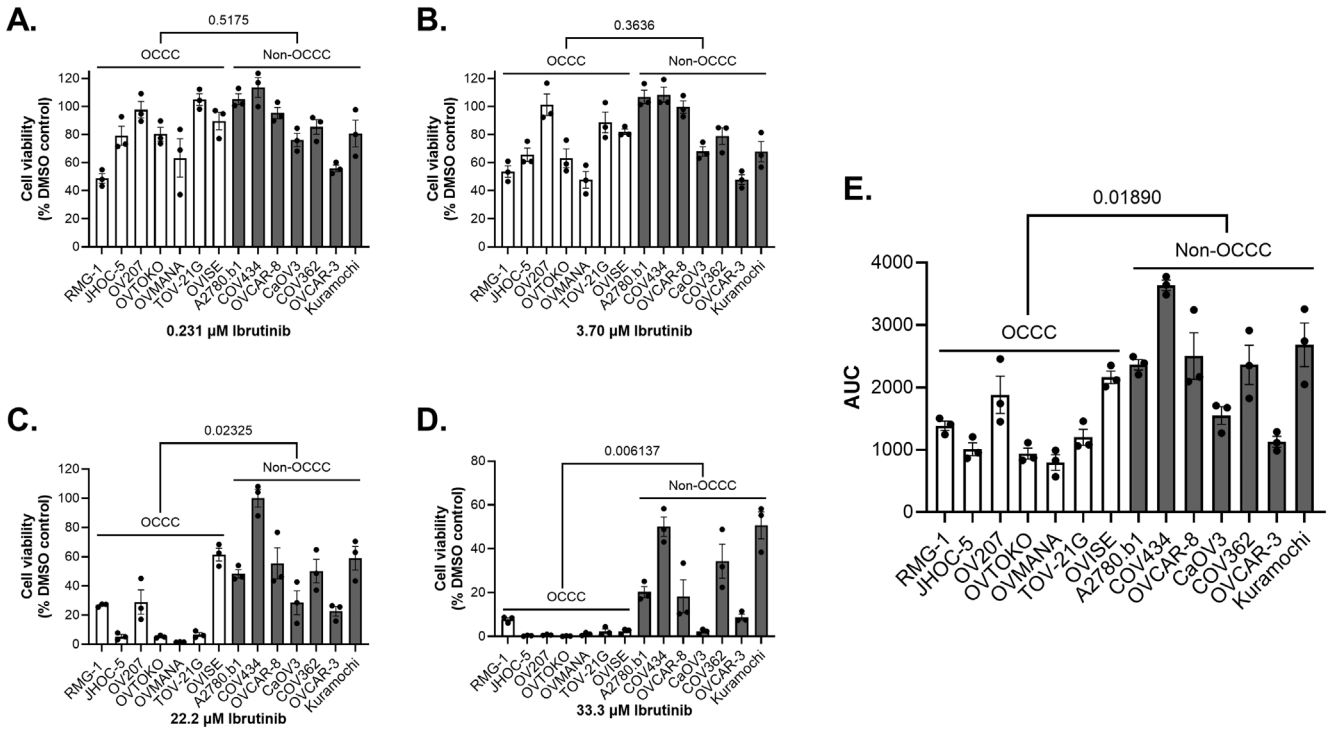 A.
0.5175
OCCC
Non-OCCC
Cell viability
(% DMSO control)
120
100
80
60
40
20
0
RMG-1
JHOC-5
OV207
OVTOKO
OVMANA
TOV-21G
OVISE
A2780.b1
COV434
OVCAR-8
CaOV3
COV362
OVCAR-3
Kuramochi
0.231 µM Ibrutinib
B.
0.3636
OCCC
Non-OCCC
Cell viability
(% DMSO control)
120
100
80
60
40
20
0
RMG-1
JHOC-5
OV207
OVTOKO
OVMANA
TOV-21G
OVISE
A2780.b1
COV434
OVCAR-8
CaOV3
COV362
OVCAR-3
Kuramochi
3.70 µM Ibrutinib
C.
0.02325
Non-OCCC
OCCC
Cell viability
(% DMSO control)
120
100
80
60
40
20
0
RMG-1
JHOC-5
OV207
OVTOKO
OVMANA
TOV-21G
OVISE
A2780.b1
COV434
OVCAR-8
CaOV3
COV362
OVCAR-3
Kuramochi
22.2 µM Ibrutinib
D.
0.006137
Non-OCCC
OCCC
Cell viability
(% DMSO control)
80
60
40
20
0
RMG-1
JHOC-5
OV207
OVTOKO
OVMANA
TOV-21G
OVISE
A2780.b1
COV434
OVCAR-8
CaOV3
COV362
OVCAR-3
Kuramochi
33.3 µM Ibrutinib
E.
0.01890
Non-OCCC
OCCC
AUC
4000
3000
2000
1000
0
RMG-1
JHOC-5
OV207
OVTOKO
OVMANA
TOV-21G
OVISE
A2780.b1
COV434
OVCAR-8
CaOV3
COV362
OVCAR-3
Kuramochi